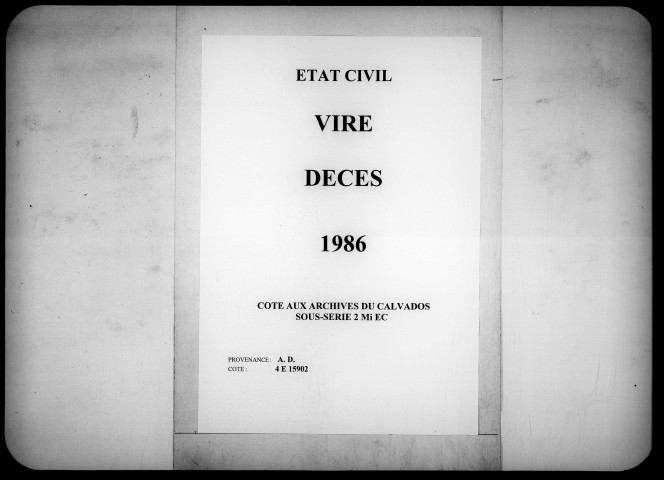 ETAT CIVIL
VIRE
DECES
1986
COTE AUX ARCHIVES DU CALVADOS
SOUS-SERIE 2 Mi EC
PROVENANCE: A. D.
COTE : 4 E 15902